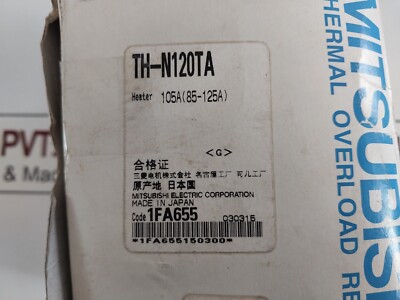 TH-N120TA
Heater 105A(85-125A)
<G>
合格证
三菱电机株式会社 名古屋工厂 可儿工厂
原产地 日本国
MITSUBISHI ELECTRIC CORPORATION
MADE IN JAPAN
Code 1FA655 030315
*1FA655150300*
MITSUBISHI
THERMAL OVERLOAD RE
PVT
& Ma